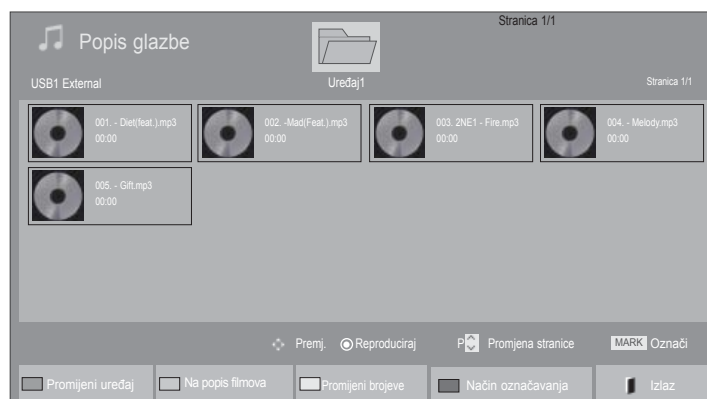 Stranica 1/1
Popis glazbe
USB1 External
Uređaj1
Stranica 1/1
001. - Diet(feat.).mp3
00:00
002. -Mad(Feat.).mp3
00:00
003. 2NE1 - Fire.mp3
00:00
004. - Melody.mp3
00:00
005. - Gift.mp3
00:00
Premj. Reproduciraj P Promjena stranice MARK Označi
Promijeni uređaj Na popis filmova Promijeni brojeve Način označavanja Izlaz